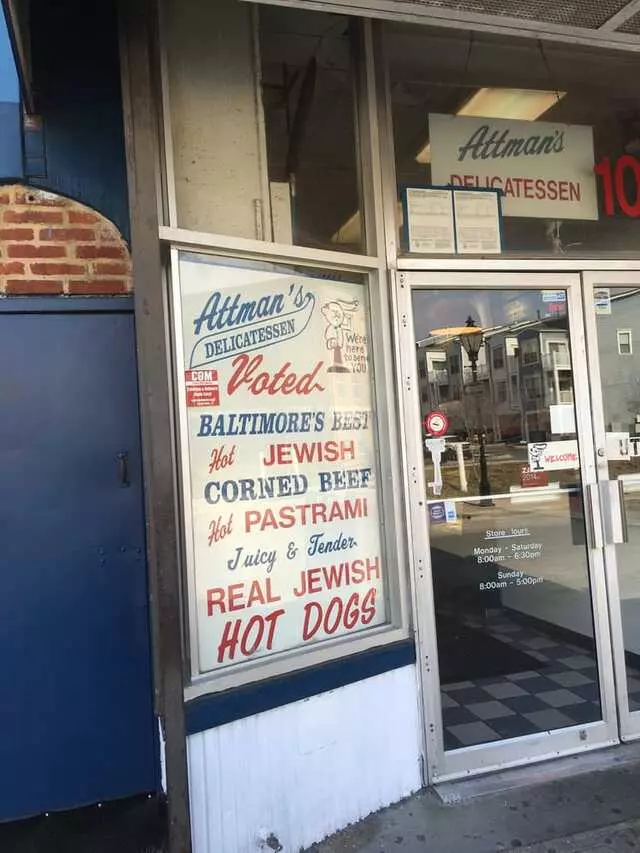 Attman's
DELICATESSEN
10
Attman's
DELICATESSEN
We're
here
to serve
YOU
Voted
BALTIMORE'S BEST
Hot JEWISH
CORNED BEEF
Hot PASTRAMI
Juicy & Tender
REAL JEWISH
HOT DOGS
WELCOME
2014
Store Hours
Monday - Saturday
8:00am - 6:30pm
Sunday
8:00am - 5:00pm